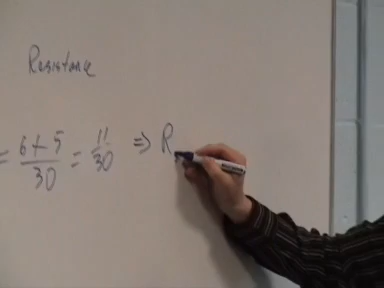 Resistance
= 6+5/30 = 11/30 ⇒ R